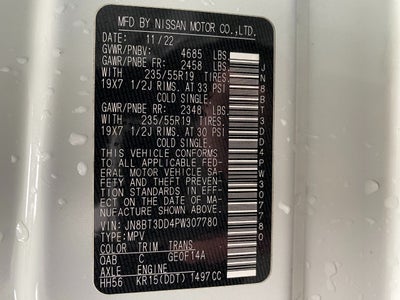 MFD BY NISSAN MOTOR CO.,LTD.
DATE: 11/22
GVWR/PNBV: 4685 LBS
GAWR/PNBE FR: 2458 LBS.
WITH 235/55R19 TIRES
19X7 1/2J RIMS AT 33 PSI
COLD SINGLE.
GAWR/PNBE RR: 2348 LBS
WITH 235/55R19 TIRES
19X7 1/2J RIMS AT 30 PSI
COLD SINGLE.
THIS VEHICLE CONFORMS
TO ALL APPLICABLE FED-
ERAL MOTOR VEHICLE SA-
FETY AND THEFT PREVEN-
TION STANDARDS IN EFF-
ECT ON THE DATE OF MA-
NUFACTURE SHOWN ABOVE.
VIN: JN8BT3DD4PW307780
TYPE: MPV
COLOR TRIM TRANS
QAB C GE0F14A
AXLE ENGINE
HH56 KR15(DDT) 1497CC
JN8BT3DD4PW307780